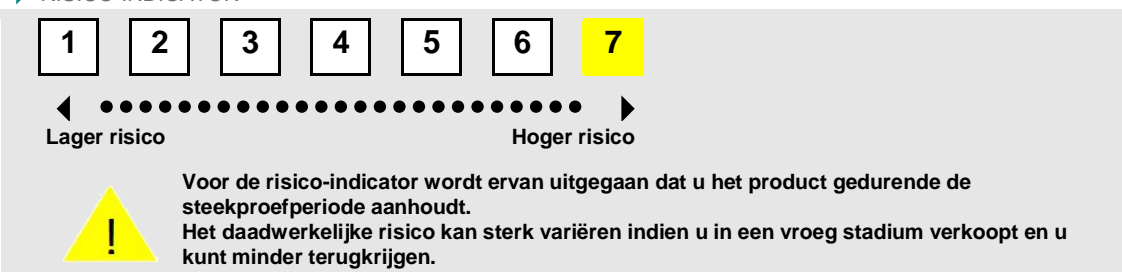 RISICO-INDICATOR
1 2 3 4 5 6 7
Lager risico Hoger risico
! Voor de risico-indicator wordt ervan uitgegaan dat u het product gedurende de
steekproefperiode aanhoudt.
Het daadwerkelijke risico kan sterk variëren indien u in een vroeg stadium verkoopt en u
kunt minder terugkrijgen.